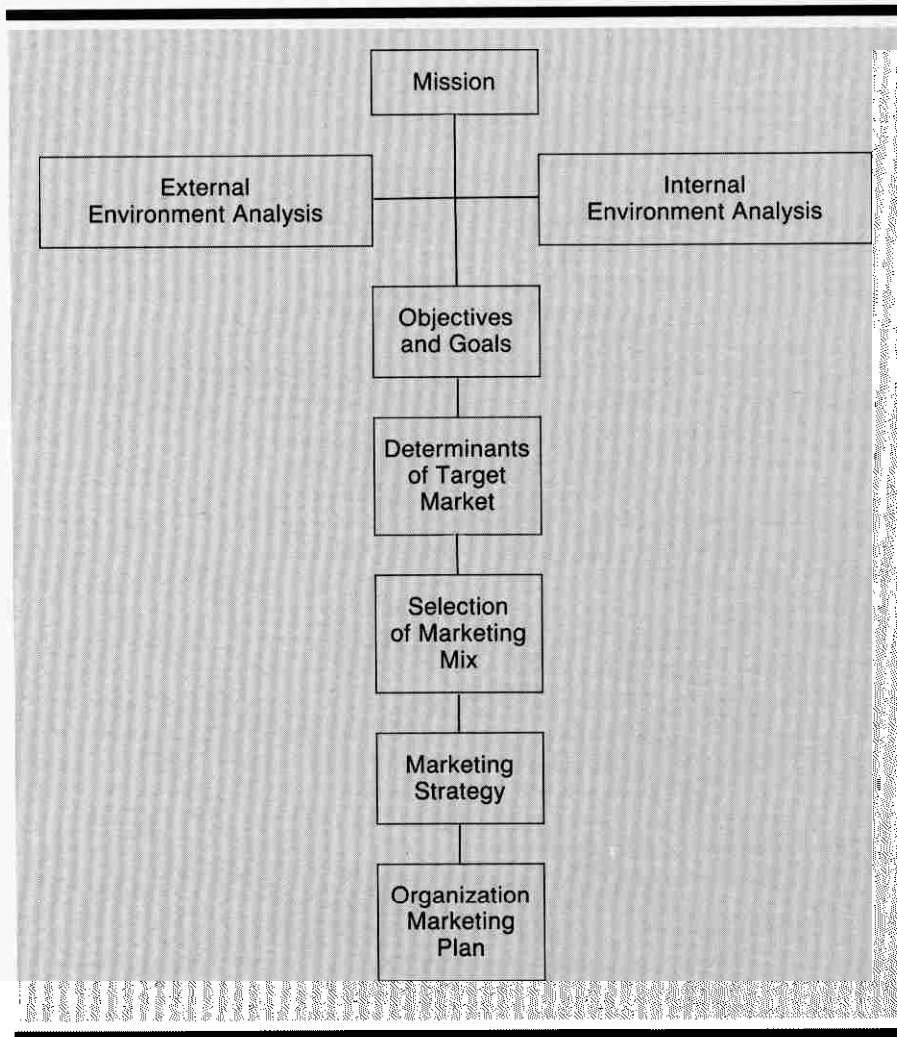 Mission
External
Environment Analysis
Internal
Environment Analysis
Objectives
and Goals
Determinants
of Target
Market
Selection
of Marketing
Mix
Marketing
Strategy
Organization
Marketing
Plan